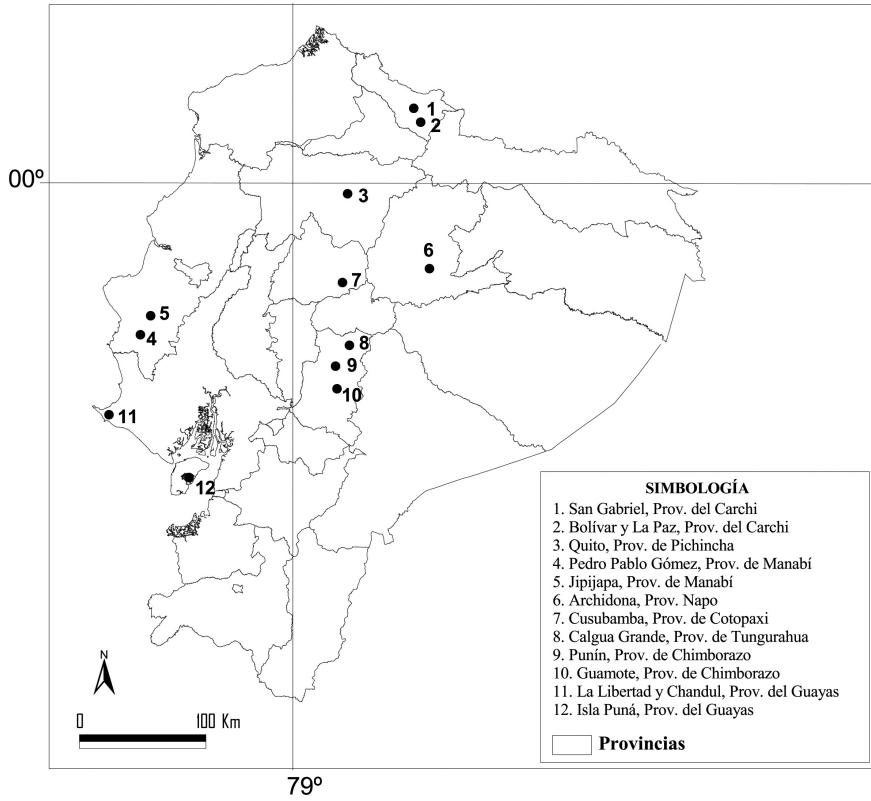 1
2
00º
3
6
7
5
4
8
9
10
11
12
SIMBOLOGÍA
1. San Gabriel, Prov. del Carchi
2. Bolívar y La Paz, Prov. del Carchi
3. Quito, Prov. de Pichincha
4. Pedro Pablo Gómez, Prov. de Manabí
5. Jipijapa, Prov. de Manabí
6. Archidona, Prov. Napo
7. Cusubamba, Prov. de Cotopaxi
8. Calgua Grande, Prov. de Tungurahua
9. Punín, Prov. de Chimborazo
10. Guamote, Prov. de Chimborazo
11. La Libertad y Chandul, Prov. del Guayas
12. Isla Puná, Prov. del Guayas
Provincias
N
0 100 Km
79º